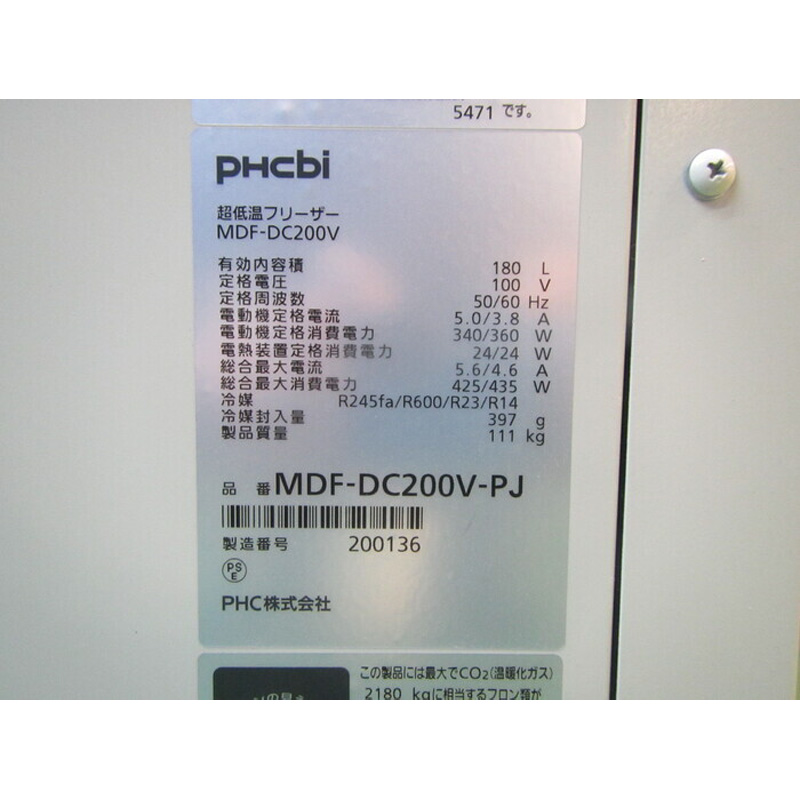 5471 です。
PHCbi
超低温フリーザー
MDF-DC200V
有効内容積 180 L
定格電圧 100 V
定格周波数 50/60 Hz
電動機定格電流 5.0/3.8 A
電動機定格消費電力 340/360 W
電熱装置定格消費電力 24/24 W
総合最大電流 5.6/4.6 A
総合最大消費電力 425/435 W
冷媒 R245fa/R600/R23/R14
冷媒封入量 397 g
製品質量 111 kg
品番 MDF-DC200V-PJ
製造番号 200136
PS
E
PHC株式会社
この製品には最大でCO2(温暖化ガス)
2180 kgに相当するフロン類が